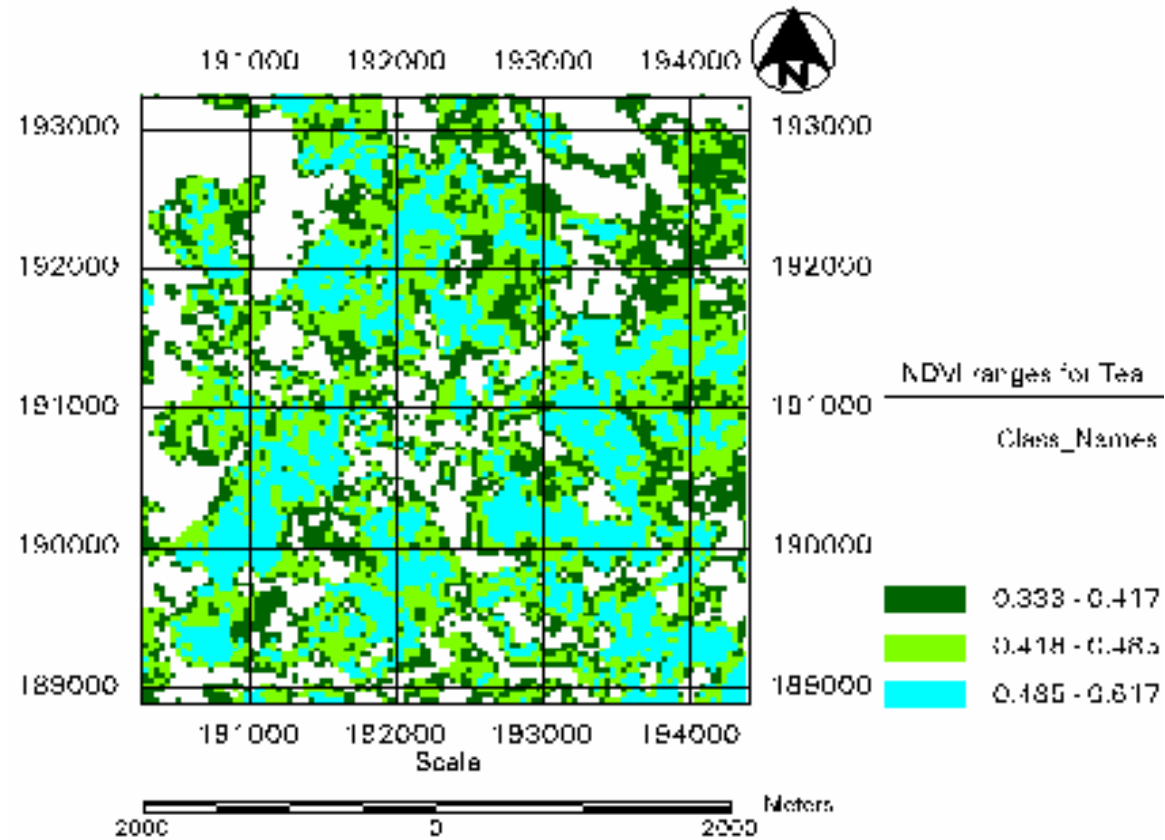 191000 192000 193000 194000
N
193000 193000
192000 192000
191000 191000
190000 190000
189000 189000
191000 192000 193000 194000
NDVI ranges for Tea
Class_Names
0.333 - 0.417
0.418 - 0.485
0.485 - 0.617
Scale
Meters
2000 0 2000